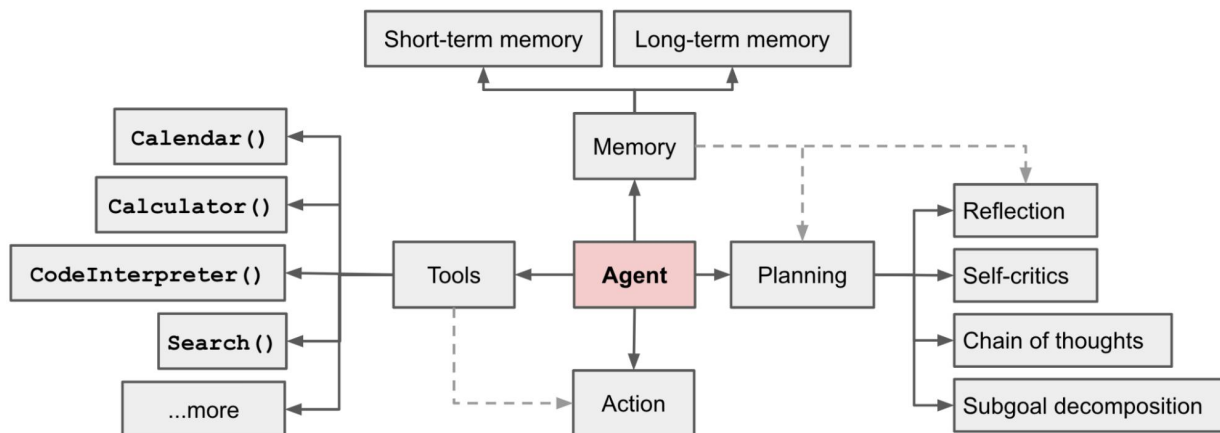 Short-term memory
Long-term memory
Calendar()
Memory
Calculator()
Reflection
CodeInterpreter()
Tools
Agent
Planning
Self-critics
Search()
Chain of thoughts
...more
Action
Subgoal decomposition